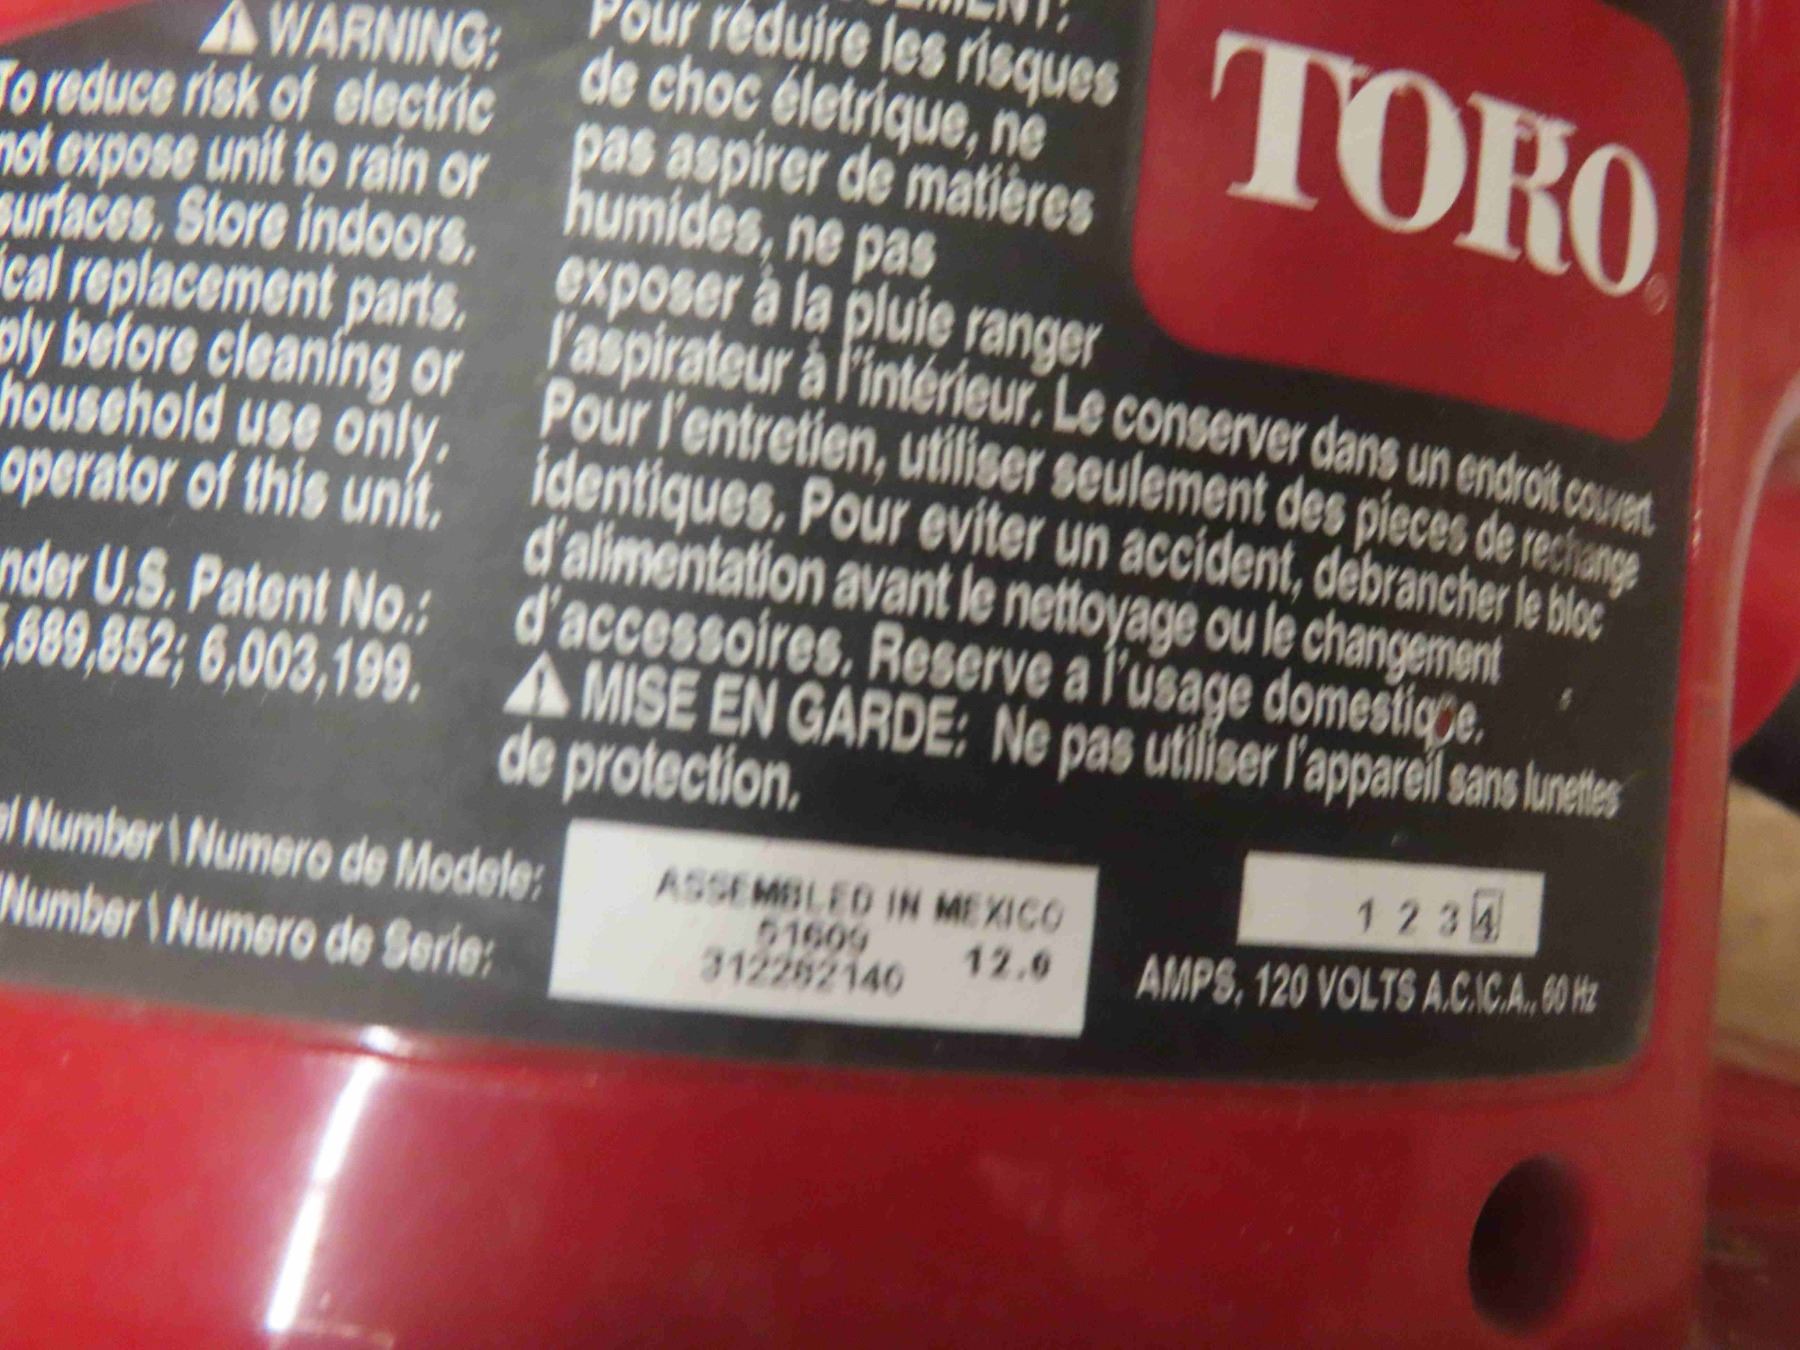 WARNING:
To reduce risk of electric
not expose unit to rain or
surfaces. Store indoors.
ical replacement parts.
ply before cleaning or
household use only.
operator of this unit.
nder U.S. Patent No.:
5,689,852; 6,003,199.
Pour réduire les risques
de choc életrique, ne
pas aspirer de matières
humides, ne pas
exposer à la pluie ranger
l'aspirateur à l'intérieur. Le conserver dans un endroit couvert.
Pour l'entretien, utiliser seulement des pieces de rechange
identiques. Pour eviter un accident, debrancher le bloc
d'alimentation avant le nettoyage ou le changement
d'accessoires. Reserve a l'usage domestique.
MISE EN GARDE: Ne pas utiliser l'appareil sans lunettes
de protection.
TORO®
el Number \ Numero de Modele:
Number \ Numero de Serie:
ASSEMBLED IN MEXICO
51609 12.0
312282140
1 2 3 4
AMPS, 120 VOLTS A.C.\C.A., 60 Hz